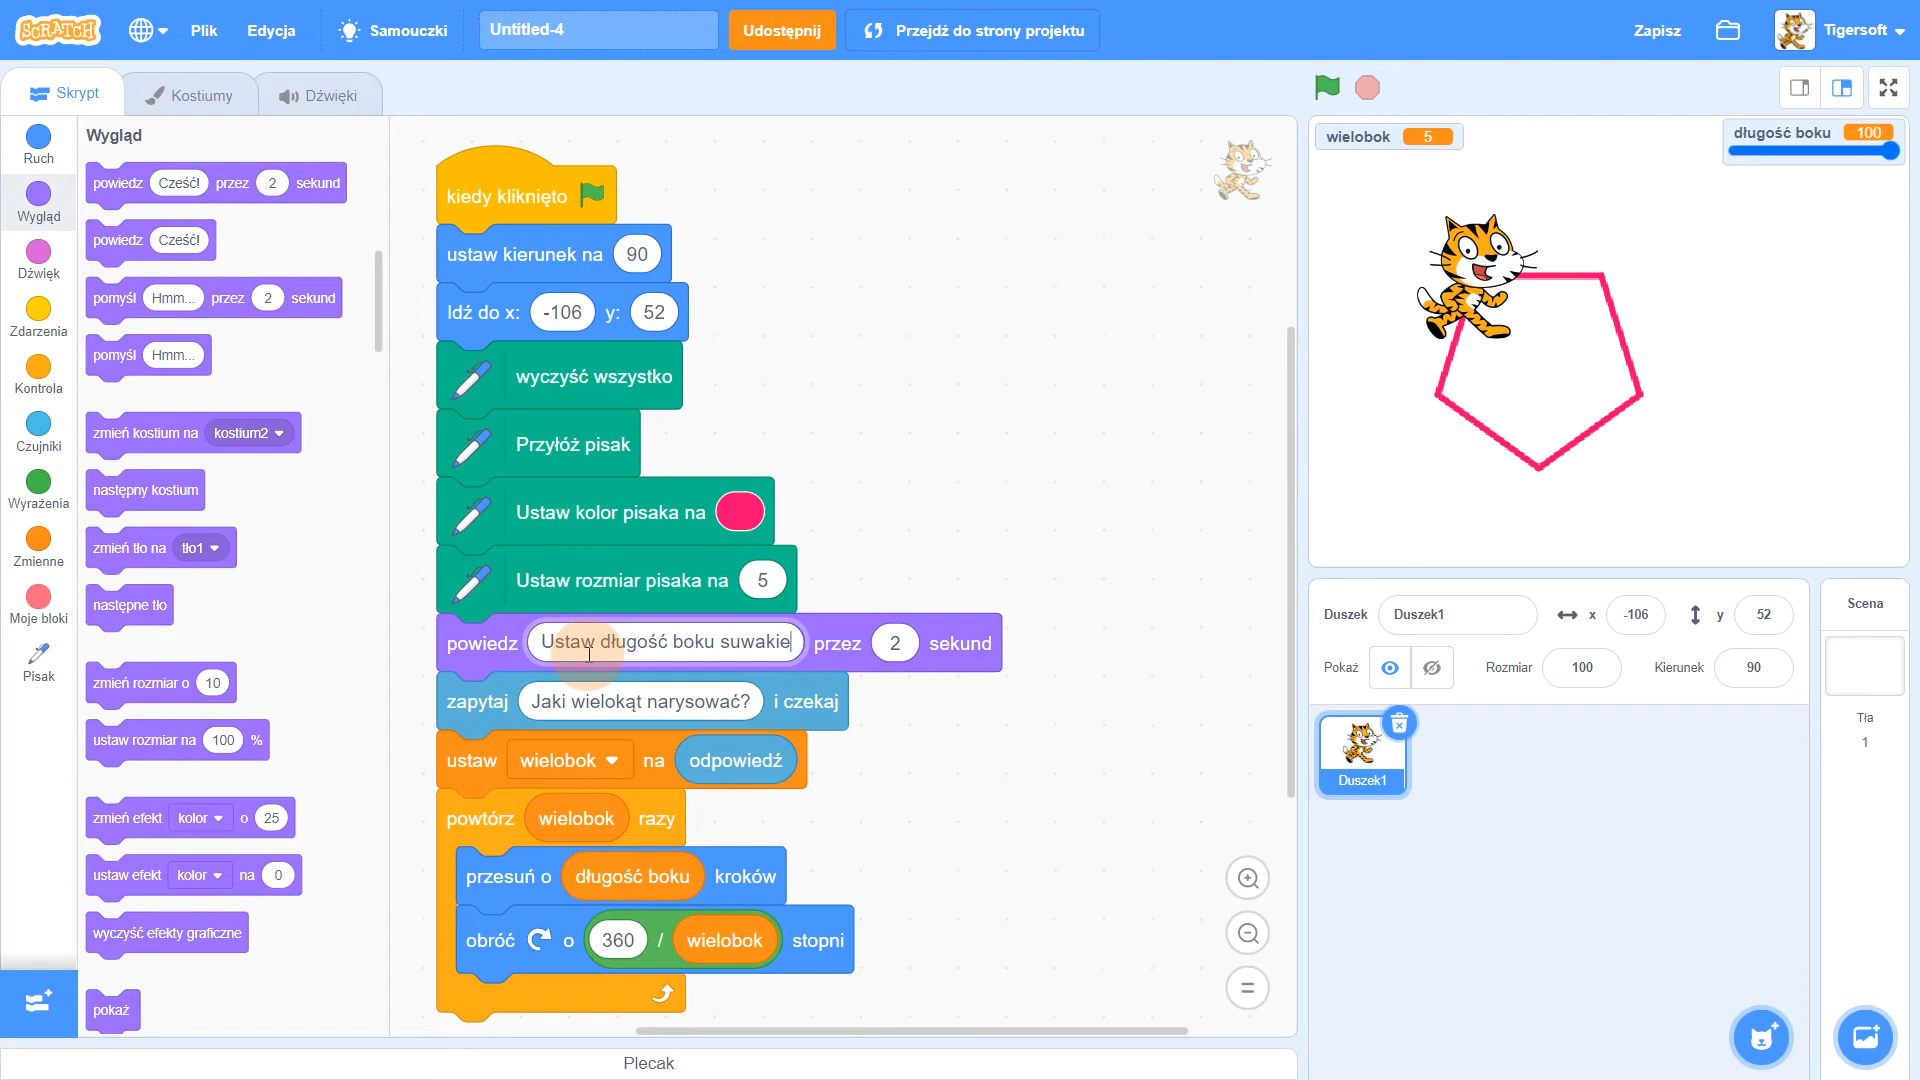 SCRATCH
Plik
Edycja
Samouczki
Untitled-4
Udostępnij
Przejdź do strony projektu
Zapisz
Tigersoft
Skrypt
Kostiumy
Dźwięki
Ruch
Wygląd
Dźwięk
Zdarzenia
Kontrola
Czujniki
Wyrażenia
Zmienne
Moje bloki
Pisak
Wygląd
powiedz Cześć! przez 2 sekund
powiedz Cześć!
pomyśl Hmm... przez 2 sekund
pomyśl Hmm...
zmień kostium na kostium2
następny kostium
zmień tło na tło1
następne tło
zmień rozmiar o 10
ustaw rozmiar na 100 %
zmień efekt kolor o 25
ustaw efekt kolor na 0
wyczyść efekty graficzne
pokaż
kiedy kliknięto
ustaw kierunek na 90
Idź do x: -106 y: 52
wyczyść wszystko
Przyłóż pisak
Ustaw kolor pisaka na
Ustaw rozmiar pisaka na 5
powiedz Ustaw długość boku suwakie przez 2 sekund
zapytaj Jaki wielokąt narysować? i czekaj
ustaw wielobok na odpowiedź
powtórz wielobok razy
przesuń o długość boku kroków
obróć o 360 / wielobok stopni
Plecak
wielobok 5
długość boku 100
Duszek Duszek1 x -106 y 52
Pokaż Rozmiar 100 Kierunek 90
Duszek1
Scena
Tła
1